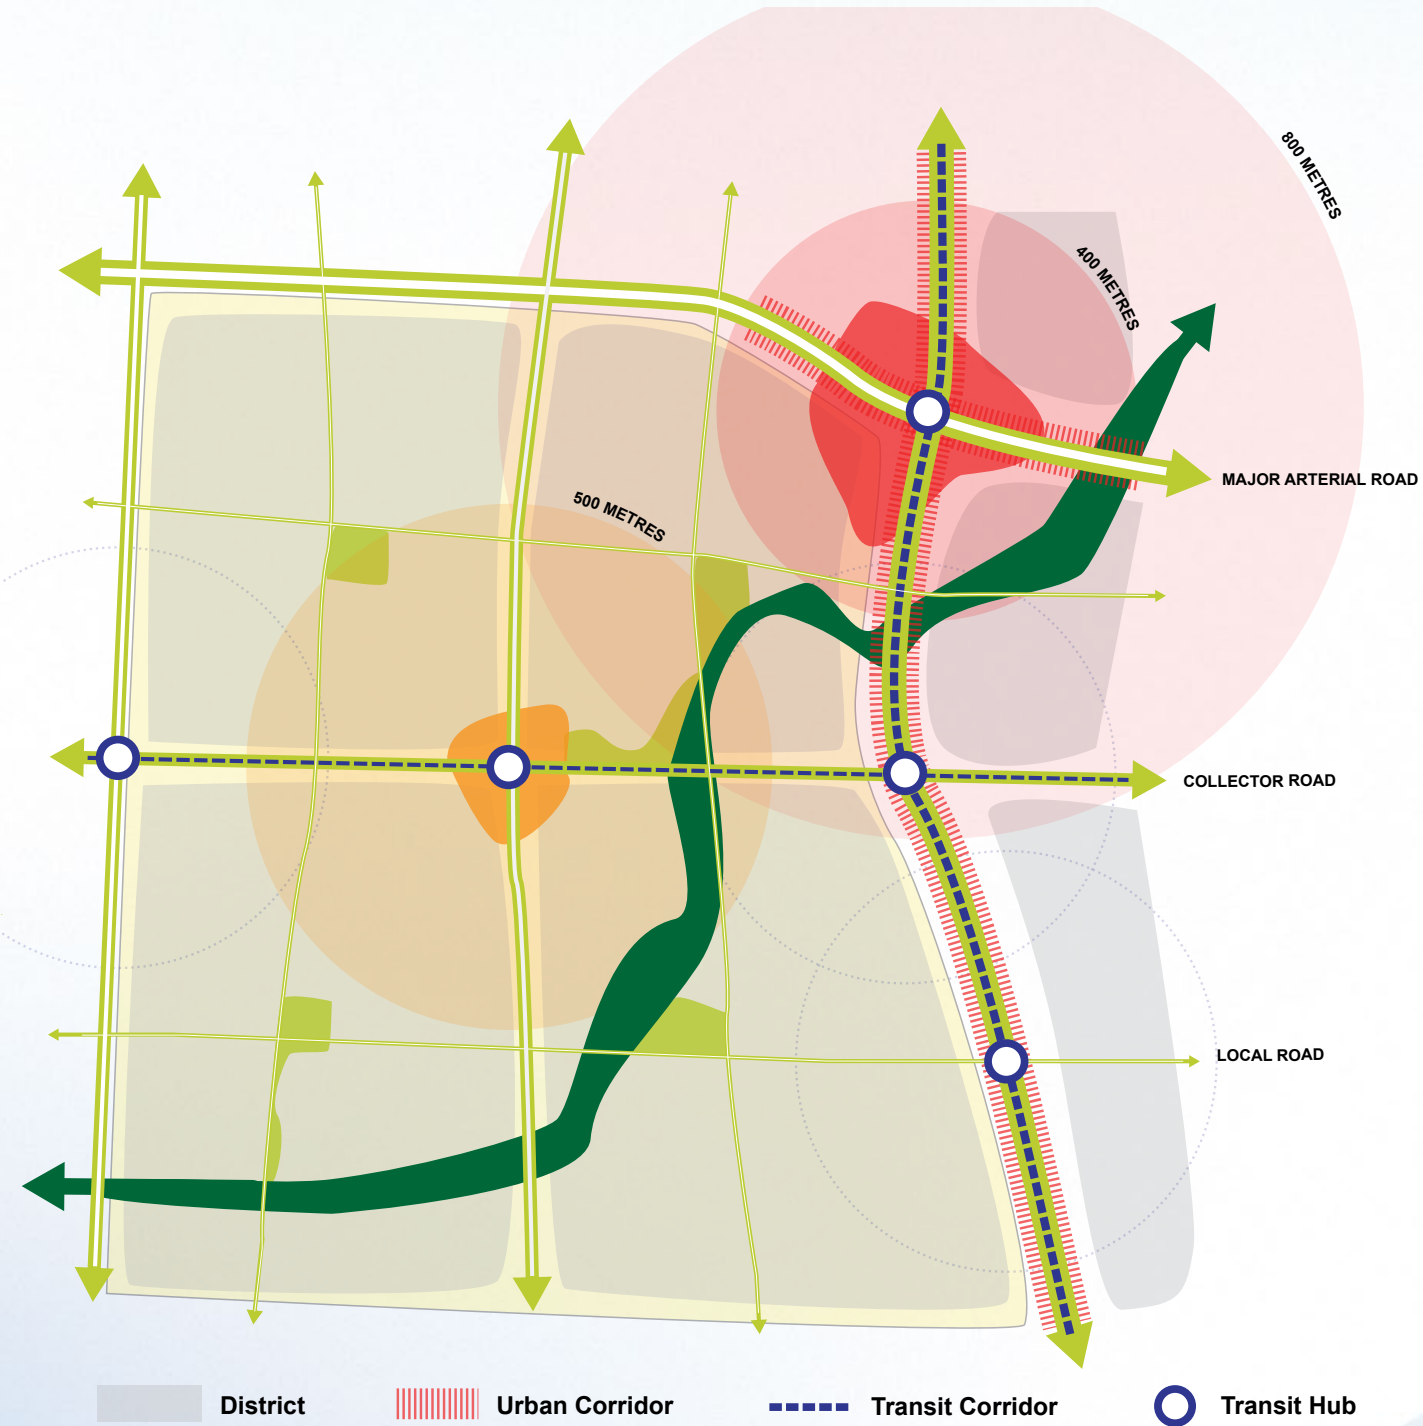 800 METRES
400 METRES
500 METRES
MAJOR ARTERIAL ROAD
COLLECTOR ROAD
LOCAL ROAD
District
Urban Corridor
Transit Corridor
Transit Hub